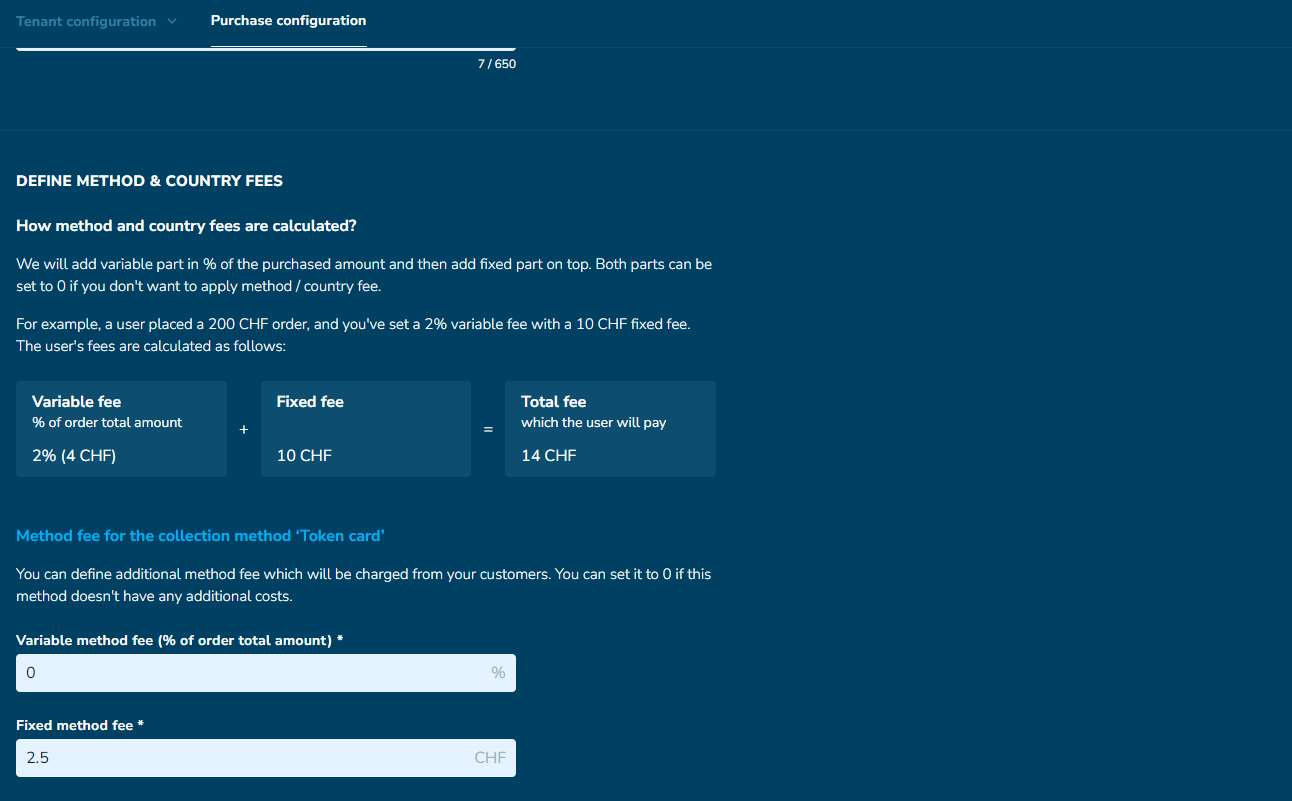 Tenant configuration
Purchase configuration
7 / 650
DEFINE METHOD & COUNTRY FEES
How method and country fees are calculated?
We will add variable part in % of the purchased amount and then add fixed part on top. Both parts can be
set to 0 if you don't want to apply method / country fee.
For example, a user placed a 200 CHF order, and you've set a 2% variable fee with a 10 CHF fixed fee.
The user's fees are calculated as follows:
Variable fee
% of order total amount
2% (4 CHF)
+
Fixed fee
10 CHF
=
Total fee
which the user will pay
14 CHF
Method fee for the collection method ‘Token card’
You can define additional method fee which will be charged from your customers. You can set it to 0 if this
method doesn't have any additional costs.
Variable method fee (% of order total amount) *
0 %
Fixed method fee *
2.5 CHF